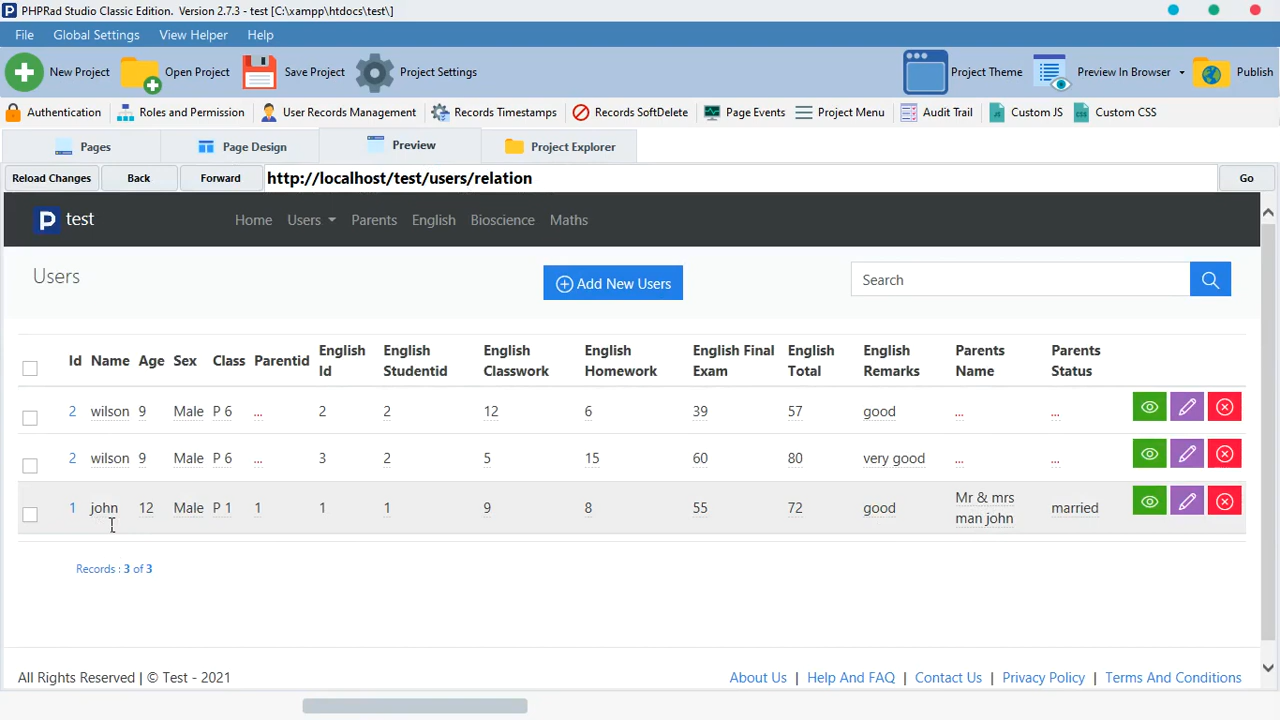 PHPRad Studio Classic Edition. Version 2.7.3 - test [C:\xampp\htdocs\test\]
File Global Settings View Helper Help
New Project Open Project Save Project Project Settings Project Theme Preview In Browser Publish
Authentication Roles and Permission User Records Management Records Timestamps Records SoftDelete Page Events Project Menu Audit Trail Custom JS Custom CSS
Pages Page Design Preview Project Explorer
Reload Changes Back Forward http://localhost/test/users/relation Go
P test Home Users Parents English Bioscience Maths
Users Add New Users Search
Id Name Age Sex Class Parentid English Id English Studentid English Classwork English Homework English Final Exam English Total English Remarks Parents Name Parents Status
2 wilson 9 Male P 6 ... 2 2 12 6 39 57 good ... ...
2 wilson 9 Male P 6 ... 3 2 5 15 60 80 very good ... ...
1 john 12 Male P 1 1 1 1 9 8 55 72 good Mr & mrs man john married
Records : 3 of 3
All Rights Reserved | © Test - 2021 About Us | Help And FAQ | Contact Us | Privacy Policy | Terms And Conditions